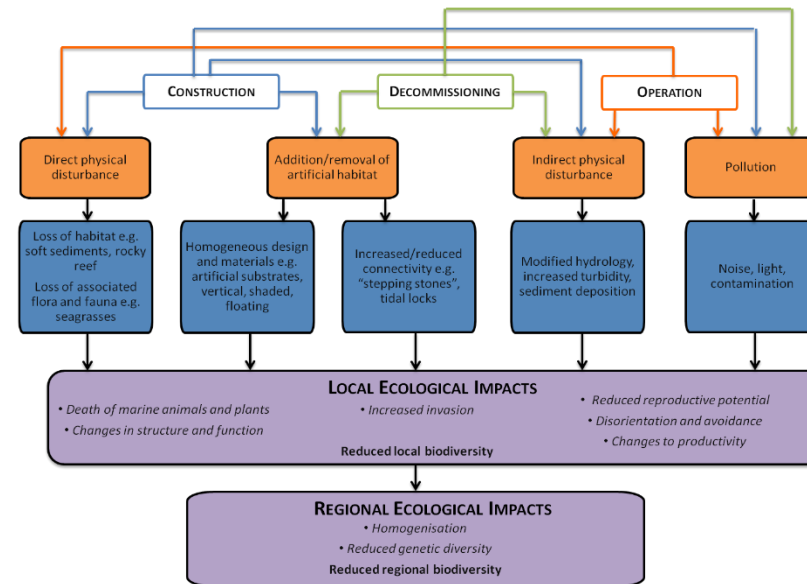 CONSTRUCTION
DECOMMISSIONING
OPERATION
Direct physical
disturbance
Addition/removal of
artificial habitat
Indirect physical
disturbance
Pollution
Loss of habitat e.g.
soft sediments, rocky
reef
Loss of associated
flora and fauna e.g.
seagrasses
Homogeneous design
and materials e.g.
artificial substrates,
vertical, shaded,
floating
Increased/reduced
connectivity e.g.
"stepping stones",
tidal locks
Modified hydrology,
increased turbidity,
sediment deposition
Noise, light,
contamination
LOCAL ECOLOGICAL IMPACTS
• Death of marine animals and plants
• Changes in structure and function
• Increased invasion
• Reduced reproductive potential
• Disorientation and avoidance
• Changes to productivity
Reduced local biodiversity
REGIONAL ECOLOGICAL IMPACTS
• Homogenisation
• Reduced genetic diversity
Reduced regional biodiversity